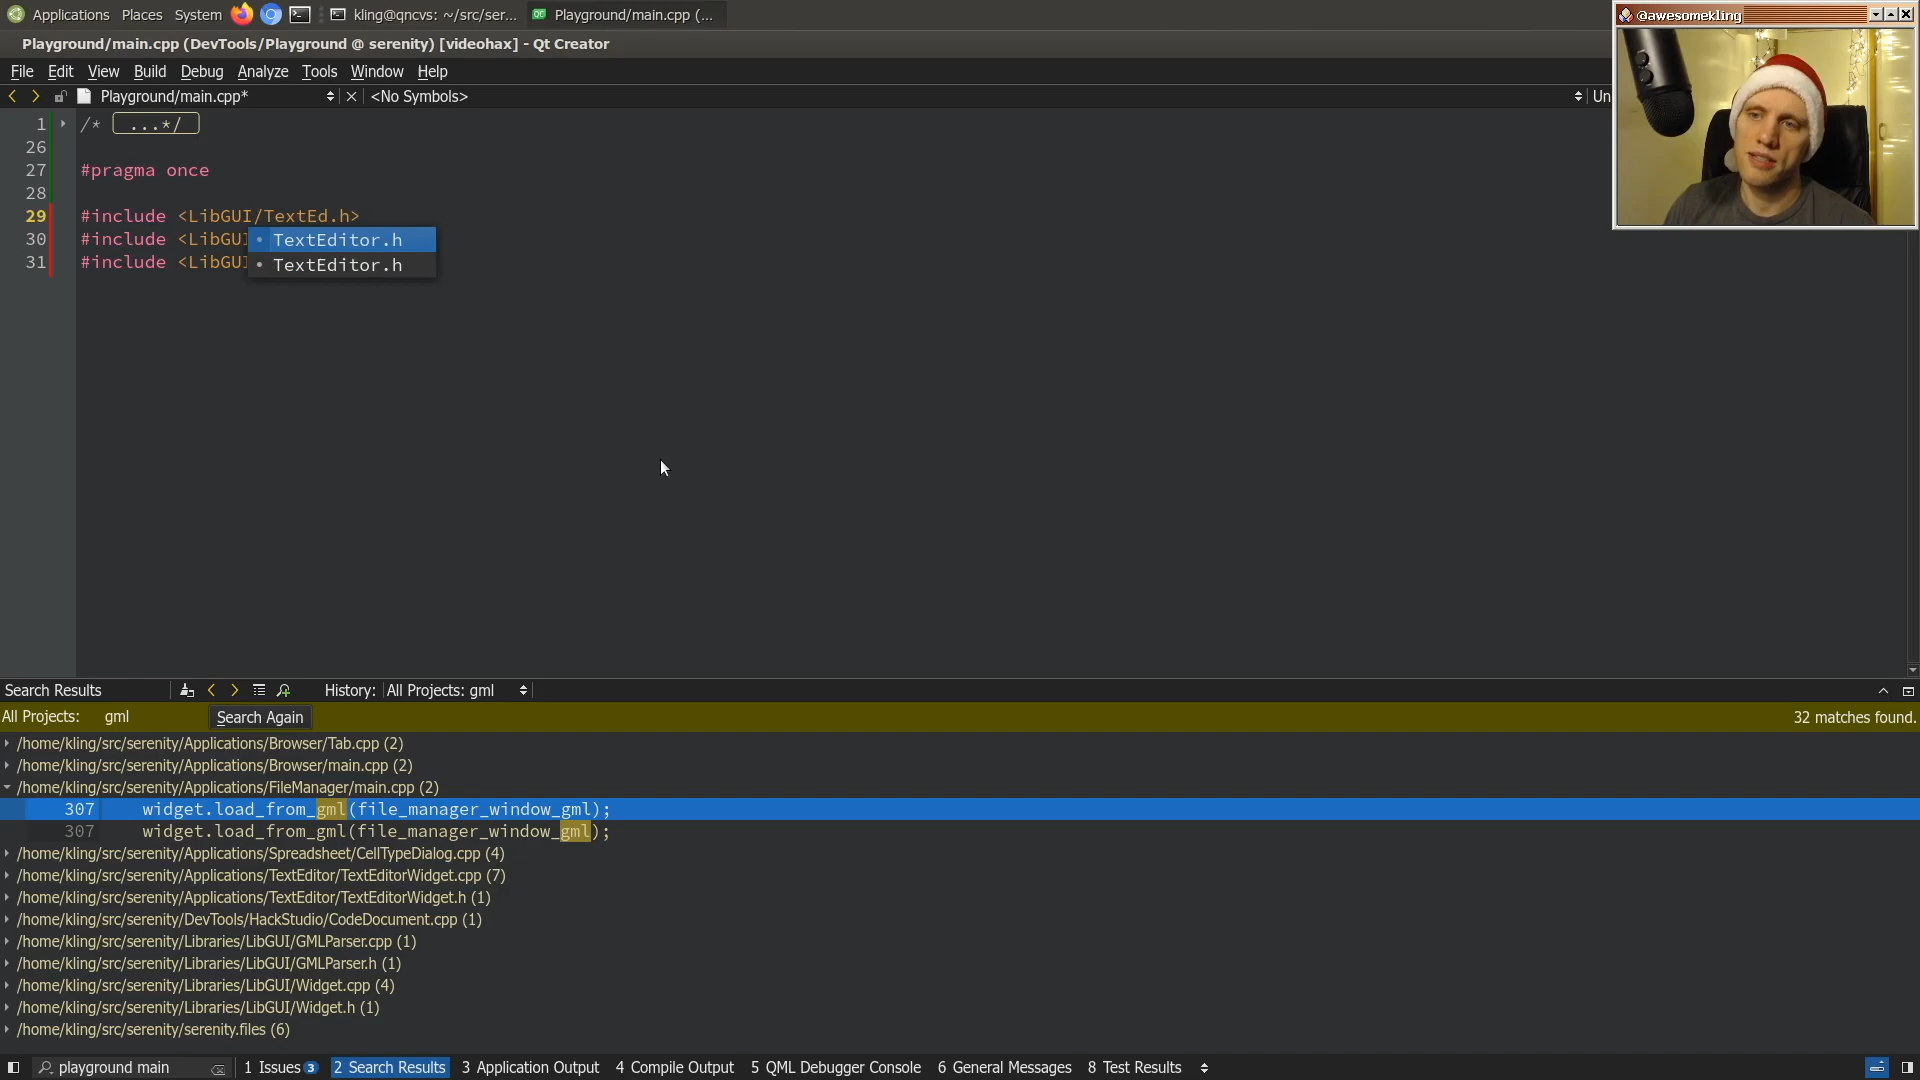 Applications Places System kling@qncvs: ~/src/ser... Playground/main.cpp (...
@awesomekling
Playground/main.cpp (DevTools/Playground @ serenity) [videohax] - Qt Creator
File Edit View Build Debug Analyze Tools Window Help
Playground/main.cpp* <No Symbols> Un
1 /* ...*/
26
27 #pragma once
28
29 #include <LibGUI/TextEd.h>
30 #include <LibGUI
TextEditor.h
31 #include <LibGUI
TextEditor.h
Search Results History: All Projects: gml
All Projects: gml Search Again 32 matches found.
/home/kling/src/serenity/Applications/Browser/Tab.cpp (2)
/home/kling/src/serenity/Applications/Browser/main.cpp (2)
/home/kling/src/serenity/Applications/FileManager/main.cpp (2)
307 widget.load_from_gml(file_manager_window_gml);
307 widget.load_from_gml(file_manager_window_gml);
/home/kling/src/serenity/Applications/Spreadsheet/CellTypeDialog.cpp (4)
/home/kling/src/serenity/Applications/TextEditor/TextEditorWidget.cpp (7)
/home/kling/src/serenity/Applications/TextEditor/TextEditorWidget.h (1)
/home/kling/src/serenity/DevTools/HackStudio/CodeDocument.cpp (1)
/home/kling/src/serenity/Libraries/LibGUI/GMLParser.cpp (1)
/home/kling/src/serenity/Libraries/LibGUI/GMLParser.h (1)
/home/kling/src/serenity/Libraries/LibGUI/Widget.cpp (4)
/home/kling/src/serenity/Libraries/LibGUI/Widget.h (1)
/home/kling/src/serenity/serenity.files (6)
playground main 1 Issues 3 2 Search Results 3 Application Output 4 Compile Output 5 QML Debugger Console 6 General Messages 8 Test Results